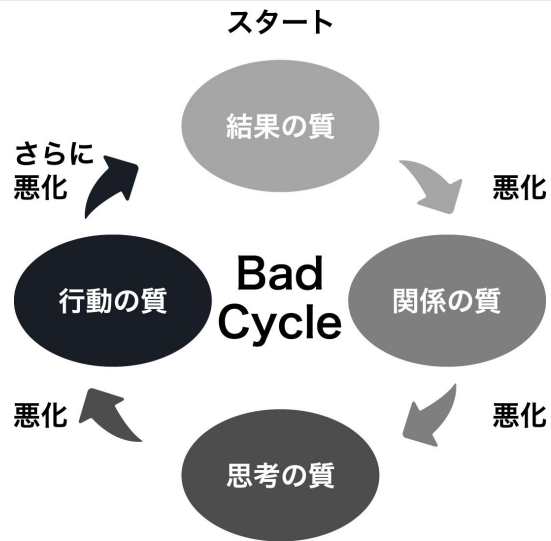 スタート
結果の質
さらに
悪化
悪化
行動の質
Bad
Cycle
関係の質
悪化
悪化
思考の質